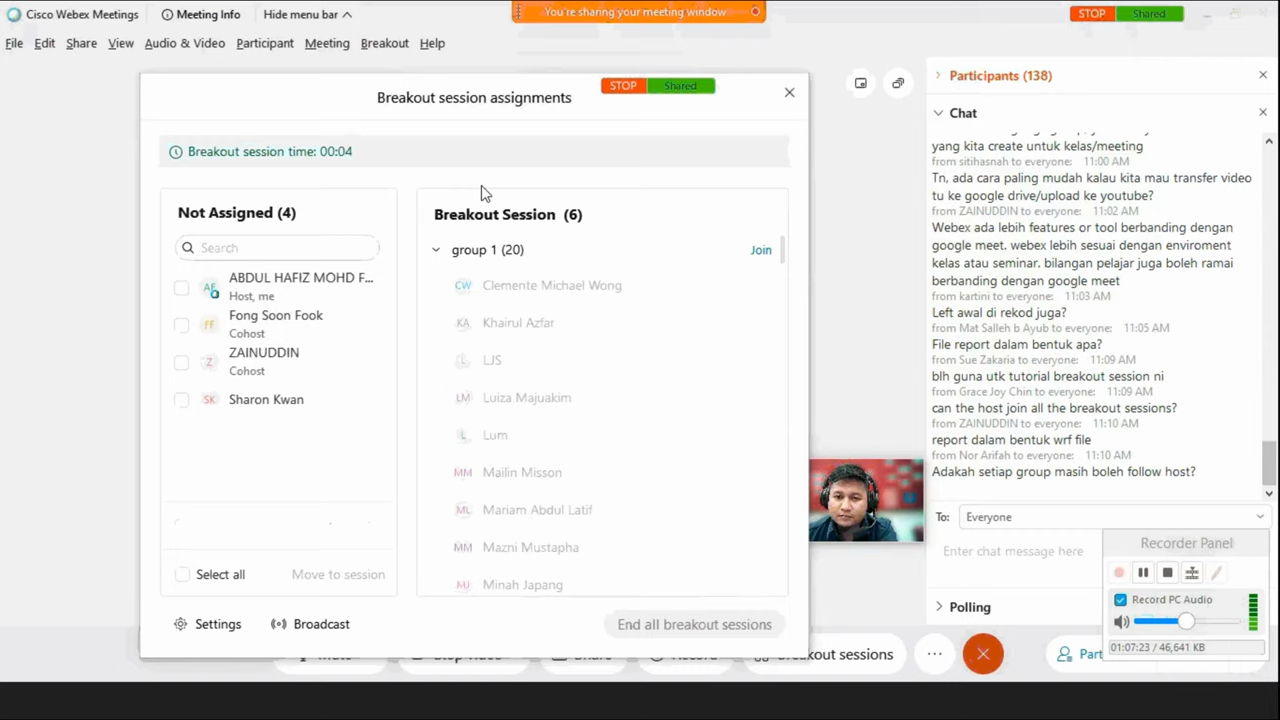 Cisco Webex Meetings
Meeting Info
Hide menu bar
You're sharing your meeting window
STOP
Shared
File
Edit
Share
View
Audio & Video
Participant
Meeting
Breakout
Help
STOP
Shared
Breakout session assignments
Breakout session time: 00:04
Not Assigned (4)
Search
ABDUL HAFIZ MOHD F...
Host, me
Fong Soon Fook
Cohost
ZAINUDDIN
Cohost
SK
Sharon Kwan
Select all
Move to session
Breakout Session (6)
group 1 (20)
Join
CW
Clemente Michael Wong
KA
Khairul Azfar
L
LJS
LM
Luiza Majuakim
L
Lum
MM
Mailin Misson
ML
Mariam Abdul Latif
MM
Mazni Mustapha
MJ
Minah Japang
Settings
Broadcast
End all breakout sessions
Mute
Stop video
Share
Record
Breakout sessions
Participants (138)
Chat
yang kita create untuk kelas/meeting
from sitihasnah to everyone: 11:00 AM
Tn, ada cara paling mudah kalau kita mau transfer video
tu ke google drive/upload ke youtube?
from ZAINUDDIN to everyone: 11:02 AM
Webex ada lebih features or tool berbanding dengan
google meet. webex lebih sesuai dengan enviroment
kelas atau seminar. bilangan pelajar juga boleh ramai
berbanding dengan google meet
from kartini to everyone: 11:03 AM
Left awal di rekod juga?
from Mat Salleh b Ayub to everyone: 11:05 AM
File report dalam bentuk apa?
from Sue Zakaria to everyone: 11:09 AM
blh guna utk tutorial breakout session ni
from Grace Joy Chin to everyone: 11:09 AM
can the host join all the breakout sessions?
from ZAINUDDIN to everyone: 11:10 AM
report dalam bentuk wrf file
from Nor Arifah to everyone: 11:10 AM
Adakah setiap group masih boleh follow host?
To:
Everyone
Enter chat message here
Polling
Part
Recorder Panel
Record PC Audio
01:07:23 / 46,641 KB